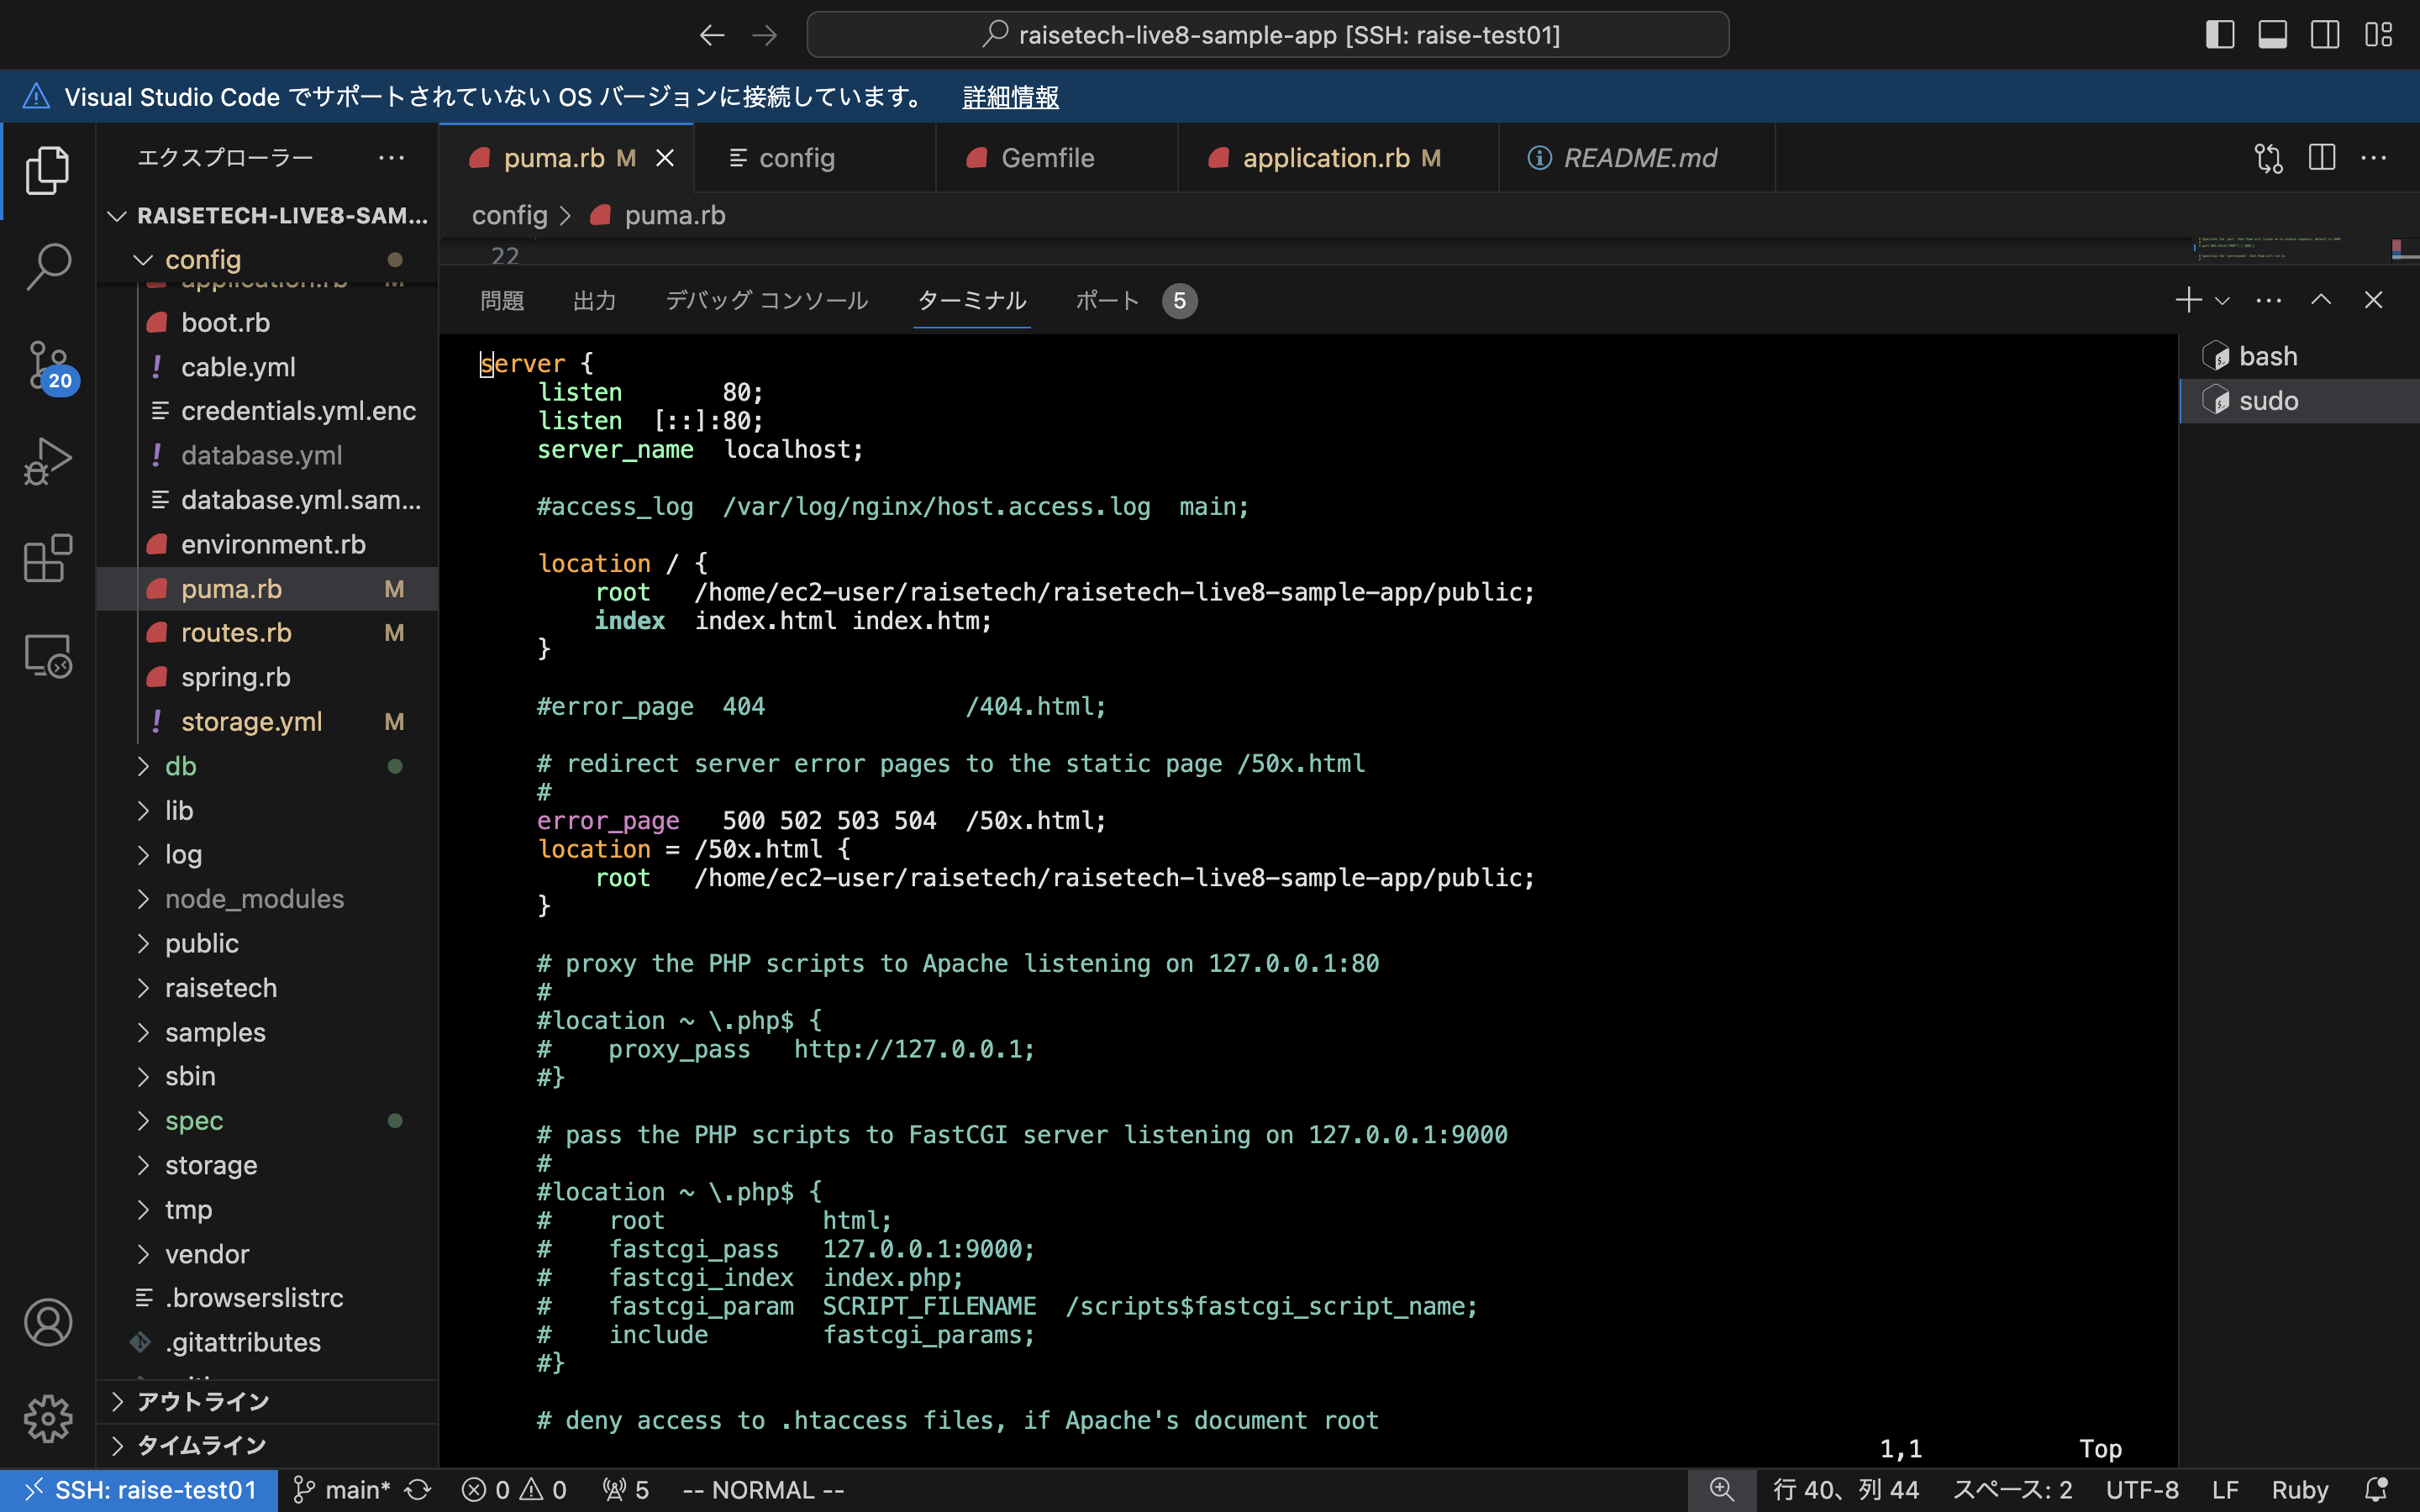 raisetech-live8-sample-app [SSH: raise-test01]
Visual Studio Code でサポートされていない OS バージョンに接続しています。 詳細情報
エクスプローラー
puma.rb M
config
Gemfile
application.rb M
README.md
RAISETECH-LIVE8-SAM...
config
application.rb M
boot.rb
cable.yml
credentials.yml.enc
database.yml
database.yml.sam...
environment.rb
puma.rb M
routes.rb M
spring.rb
storage.yml M
db
lib
log
node_modules
public
raisetech
samples
sbin
spec
storage
tmp
vendor
.browserslistrc
.gitattributes
アウトライン
タイムライン
20
config > puma.rb
22
問題 出力 デバッグ コンソール ターミナル ポート 5
bash
sudo
server {
    listen       80;
    listen  [::]:80;
    server_name  localhost;
    #access_log  /var/log/nginx/host.access.log  main;
    location / {
        root   /home/ec2-user/raisetech/raisetech-live8-sample-app/public;
        index  index.html index.htm;
    }
    #error_page  404              /404.html;
    # redirect server error pages to the static page /50x.html
    #
    error_page   500 502 503 504  /50x.html;
    location = /50x.html {
        root   /home/ec2-user/raisetech/raisetech-live8-sample-app/public;
    }
    # proxy the PHP scripts to Apache listening on 127.0.0.1:80
    #
    #location ~ \.php$ {
    #    proxy_pass   http://127.0.0.1;
    #}
    # pass the PHP scripts to FastCGI server listening on 127.0.0.1:9000
    #
    #location ~ \.php$ {
    #    root           html;
    #    fastcgi_pass   127.0.0.1:9000;
    #    fastcgi_index  index.php;
    #    fastcgi_param  SCRIPT_FILENAME  /scripts$fastcgi_script_name;
    #    include        fastcgi_params;
    #}
    # deny access to .htaccess files, if Apache's document root
1,1 Top
SSH: raise-test01 main* 0 0 5 -- NORMAL -- 行 40、列 44 スペース: 2 UTF-8 LF Ruby